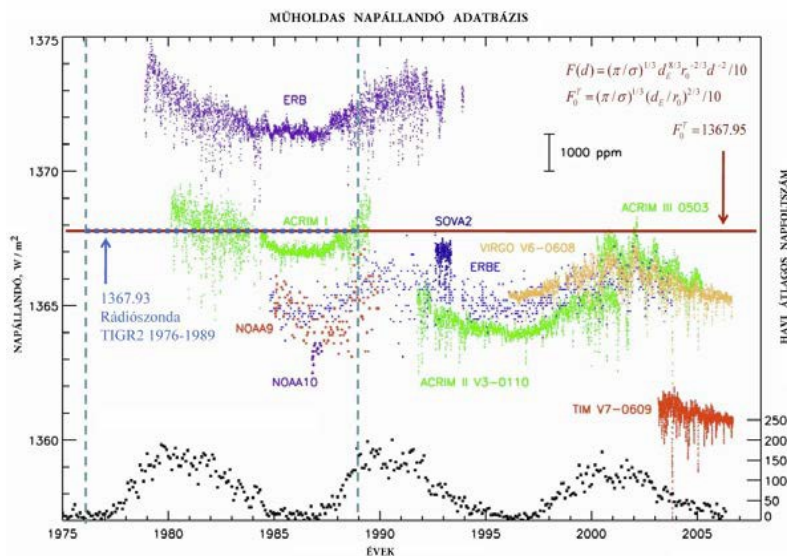 MŰHOLDAS NAPÁLLANDÓ ADATBÁZIS
1375
1370
1365
1360
NAPÁLLANDÓ, W / m²
ERB
F(d) = (π/σ)^1/3 d_E^8/3 r_0^-2/3 d^-2 /10
F_0^T = (π/σ)^1/3 (d_E / r_0)^2/3 /10
F_0^T = 1367.95
1000 ppm
ACRIM I
SOVA2
ACRIM III 0503
VIRGO V6-0608
ERBE
1367.93
Rádiószonda
TIGR2 1976-1989
NOAA9
NOAA10
ACRIM II V3-0110
TIM V7-0609
HAVI ÁTLAGOS NAPFOLTSZÁM
250
200
150
100
50
0
1975
1980
1985
1990
1995
2000
2005
ÉVEK